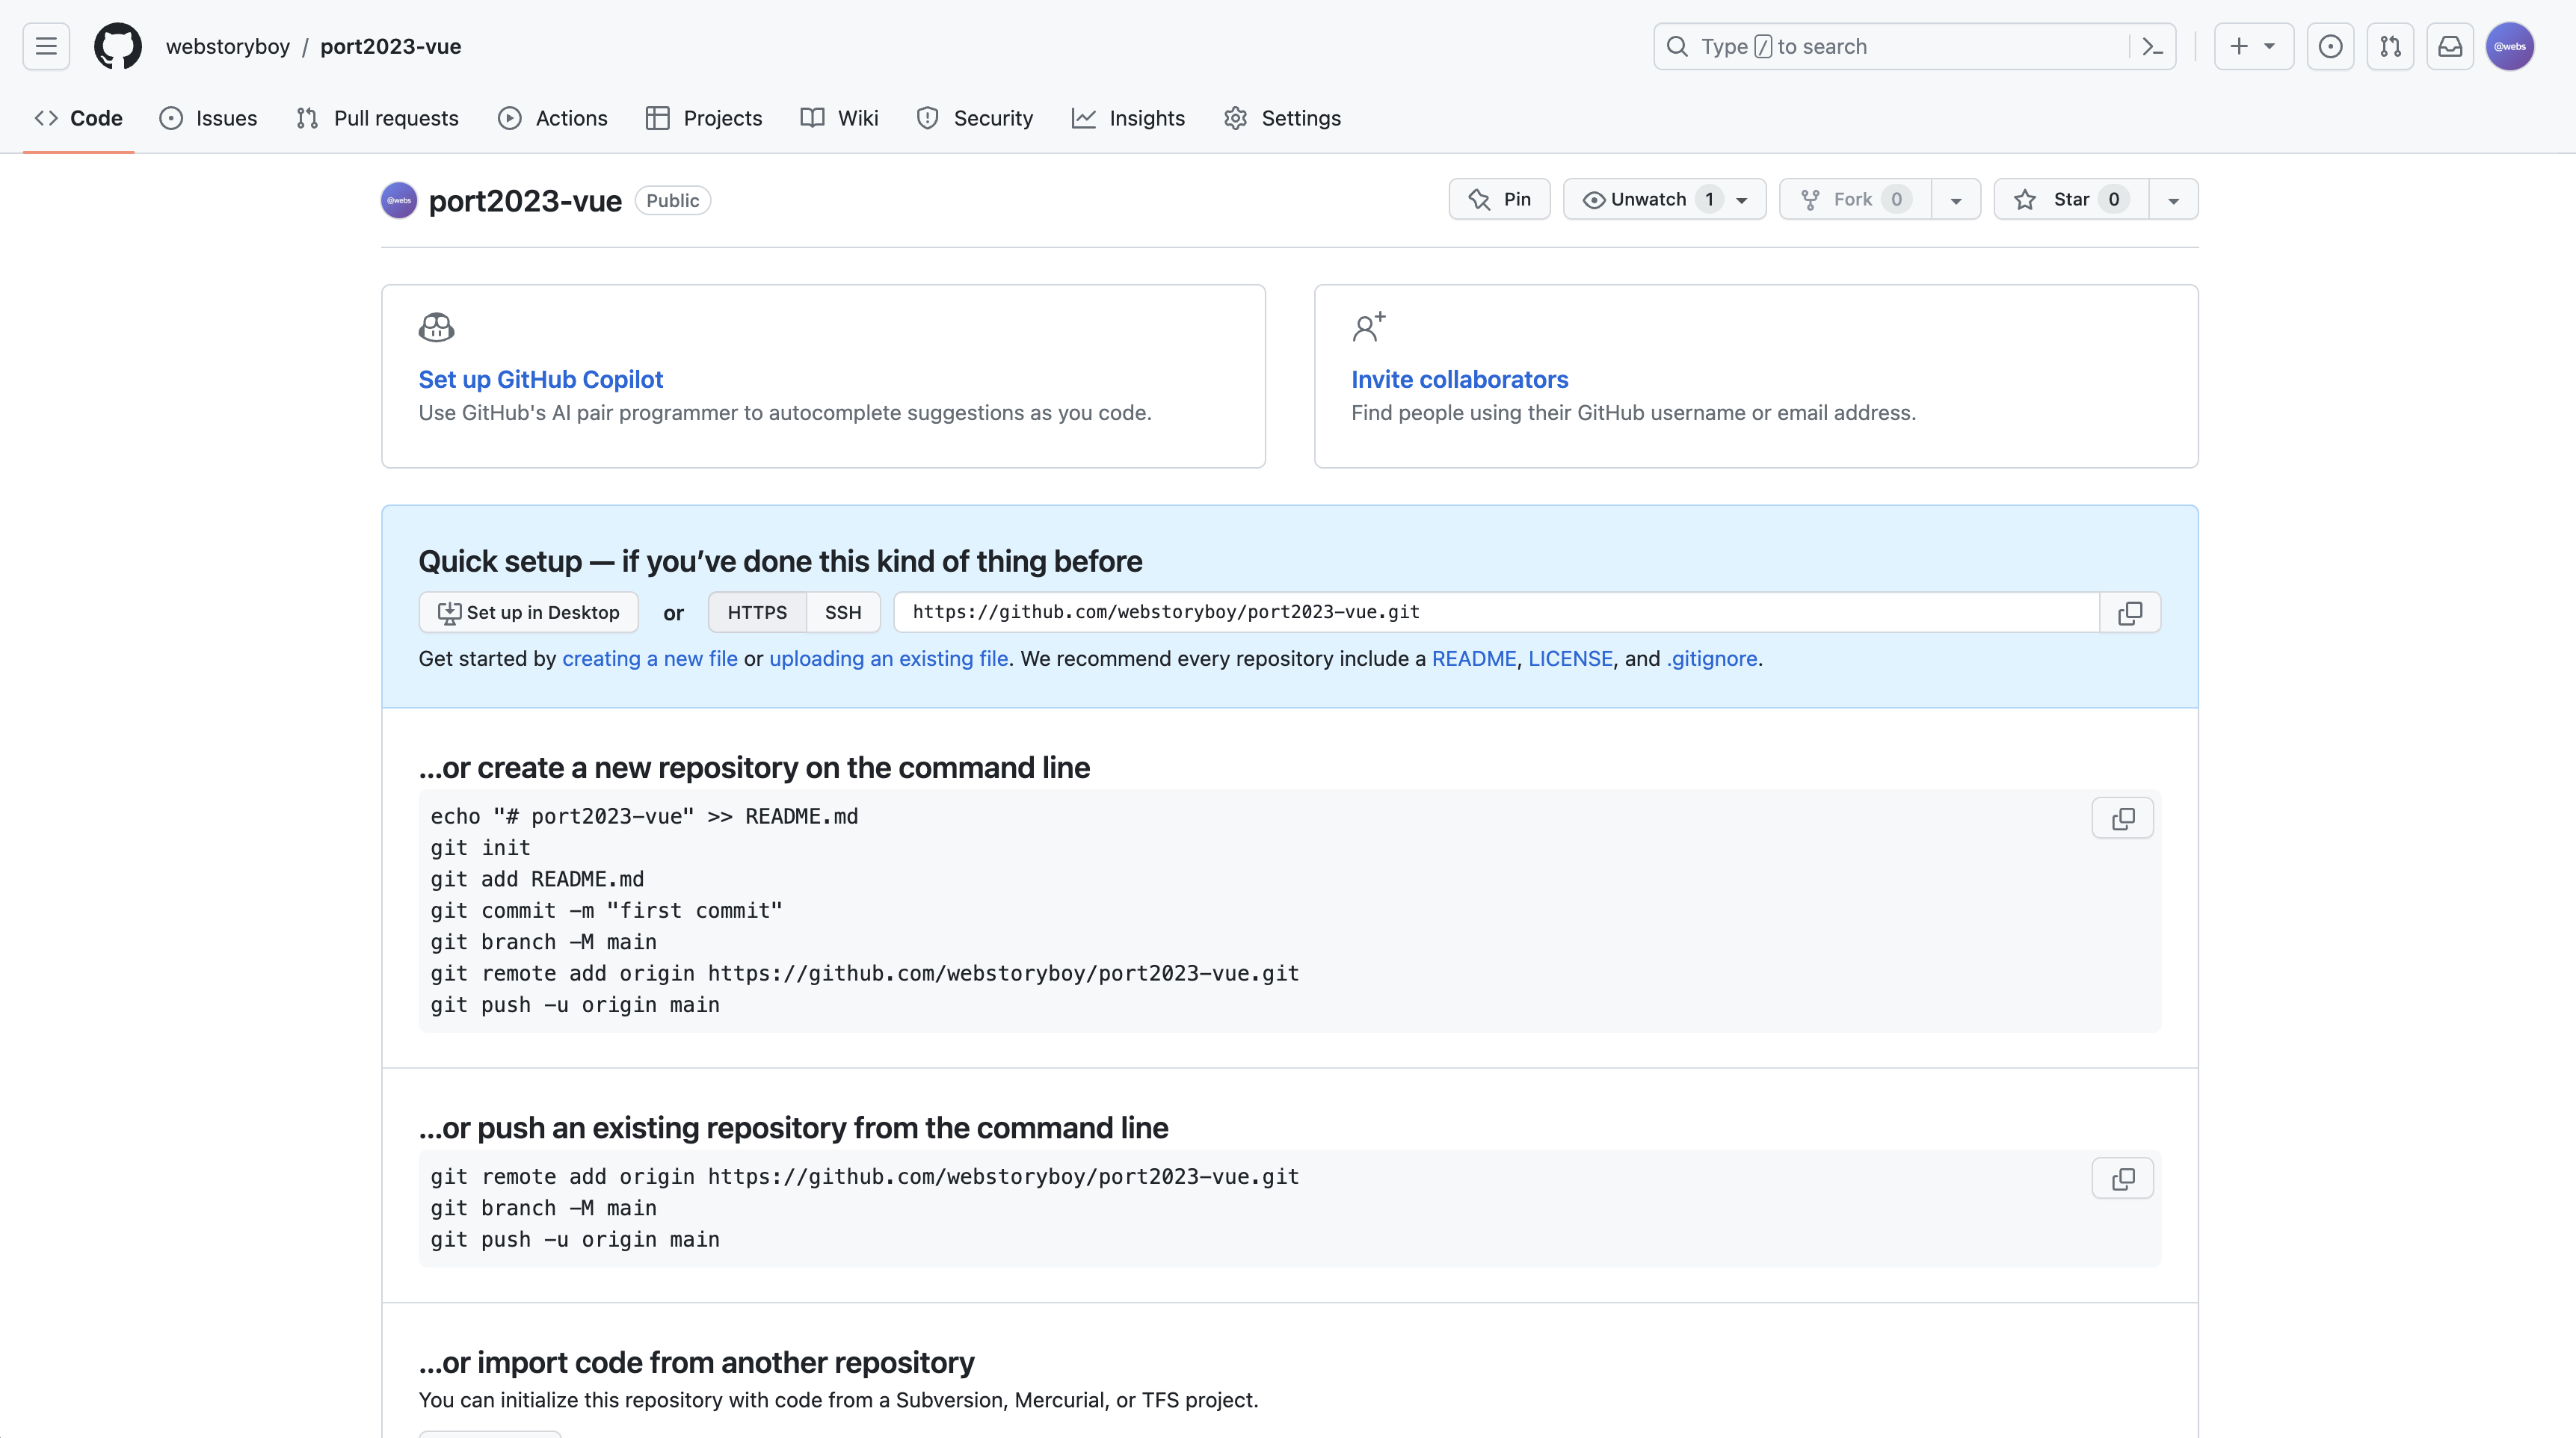 webstoryboy / port2023-vue
Type / to search
@webs
Code
Issues
Pull requests
Actions
Projects
Wiki
Security
Insights
Settings
@webs
port2023-vue
Public
Pin
Unwatch 1
Fork 0
Star 0
Set up GitHub Copilot
Use GitHub's AI pair programmer to autocomplete suggestions as you code.
Invite collaborators
Find people using their GitHub username or email address.
Quick setup — if you’ve done this kind of thing before
Set up in Desktop
or
HTTPS
SSH
https://github.com/webstoryboy/port2023-vue.git
Get started by creating a new file or uploading an existing file. We recommend every repository include a README, LICENSE, and .gitignore.
…or create a new repository on the command line
echo "# port2023-vue" >> README.md
git init
git add README.md
git commit -m "first commit"
git branch -M main
git remote add origin https://github.com/webstoryboy/port2023-vue.git
git push -u origin main
…or push an existing repository from the command line
git remote add origin https://github.com/webstoryboy/port2023-vue.git
git branch -M main
git push -u origin main
…or import code from another repository
You can initialize this repository with code from a Subversion, Mercurial, or TFS project.